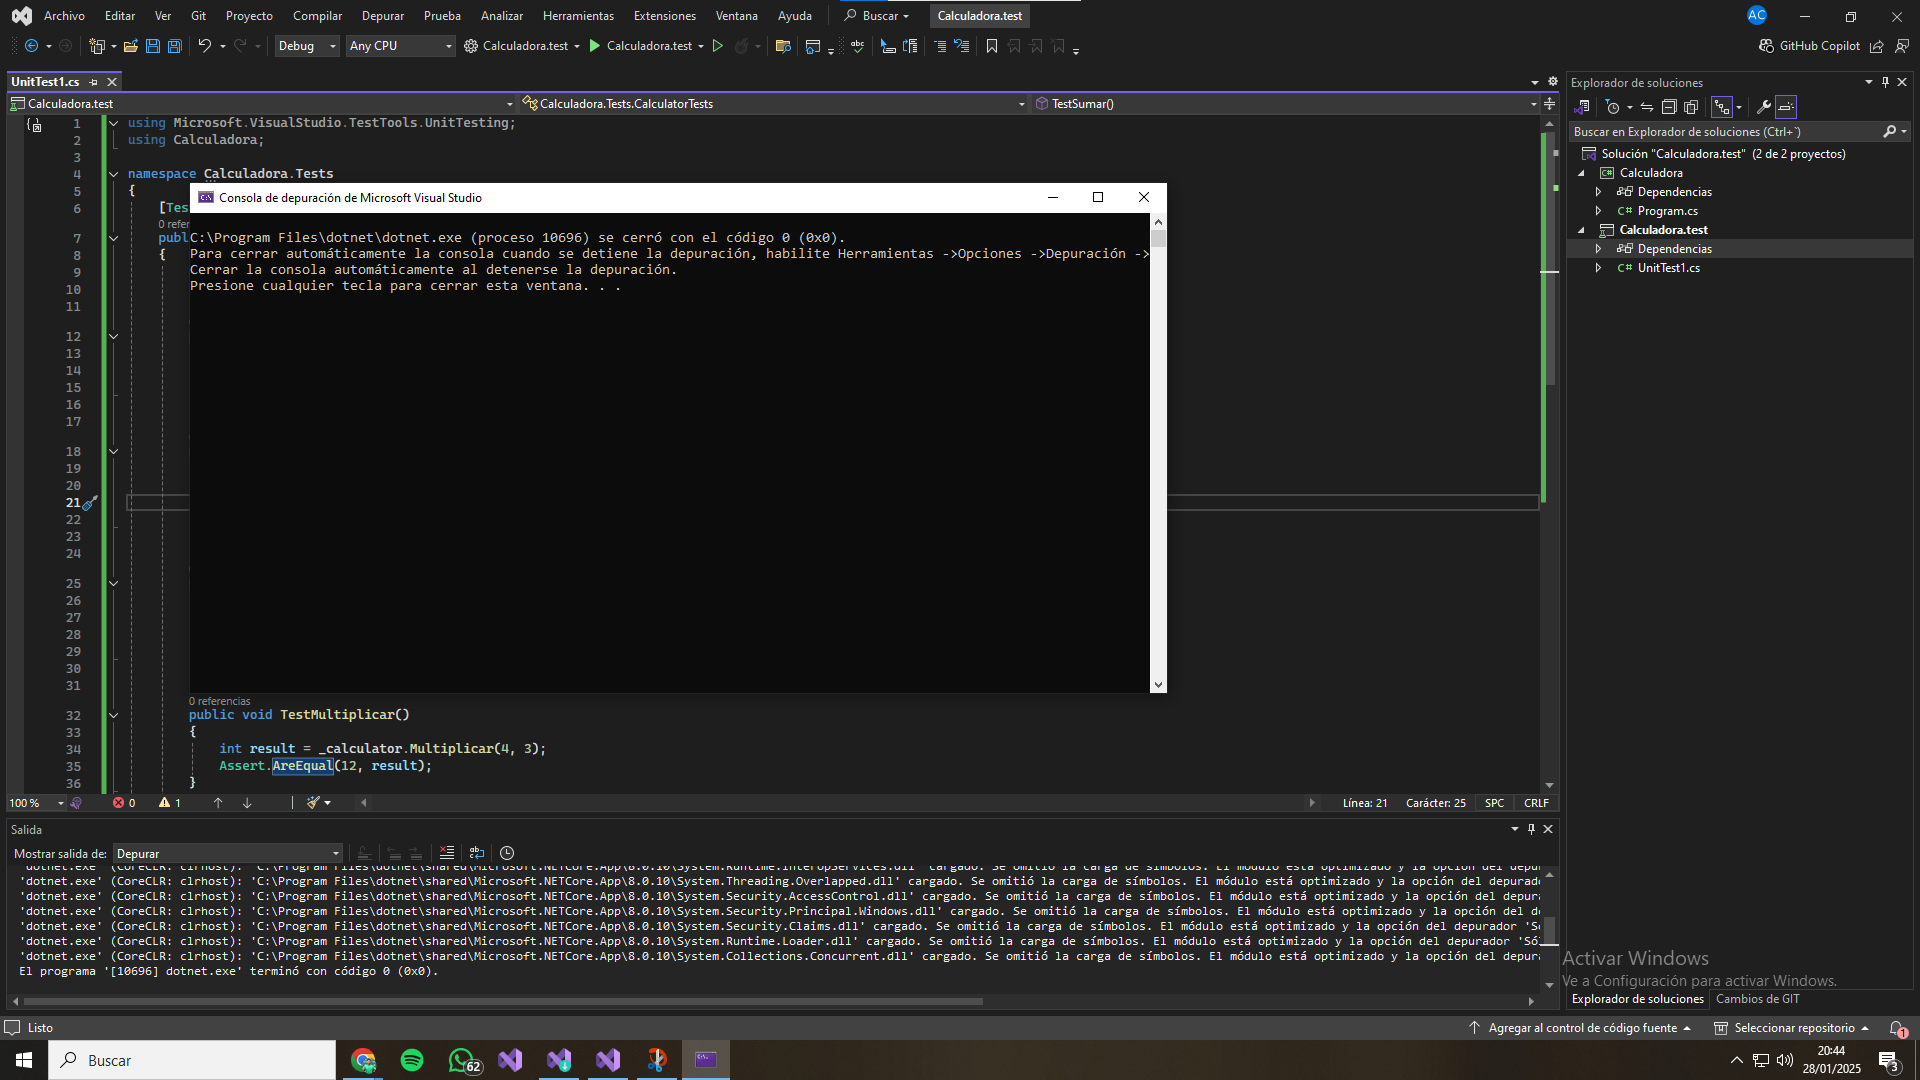 Archivo Editar Ver Git Proyecto Compilar Depurar Prueba Analizar Herramientas Extensiones Ventana Ayuda Buscar Calculadora.test AC
Debug Any CPU Calculadora.test Calculadora.test GitHub Copilot
UnitTest1.cs
Calculadora.test Calculadora.Tests.CalculatorTests TestSumar()
1 using Microsoft.VisualStudio.TestTools.UnitTesting;
2 using Calculadora;
3
4 namespace Calculadora.Tests
5 {
6 [Tes
0 refer
7 publ
8 {
9
10
11
12
13
14
15
16
17
18
19
20
21
22
23
24
25
26
27
28
29
30
31
0 referencias
32 public void TestMultiplicar()
33 {
34 int result = _calculator.Multiplicar(4, 3);
35 Assert.AreEqual(12, result);
36 }
Consola de depuración de Microsoft Visual Studio
C:\Program Files\dotnet\dotnet.exe (proceso 10696) se cerró con el código 0 (0x0).
Para cerrar automáticamente la consola cuando se detiene la depuración, habilite Herramientas ->Opciones ->Depuración ->
Cerrar la consola automáticamente al detenerse la depuración.
Presione cualquier tecla para cerrar esta ventana. . .
100 % 0 1 Línea: 21 Carácter: 25 SPC CRLF
Salida
Mostrar salida de: Depurar
'dotnet.exe' (CoreCLR: clrhost): 'C:\Program Files\dotnet\shared\Microsoft.NETCore.App\8.0.10\System.Runtime.InteropServices.dll' cargado. Se omitió la carga de símbolos. El módulo está optimizado y la opción del depur
'dotnet.exe' (CoreCLR: clrhost): 'C:\Program Files\dotnet\shared\Microsoft.NETCore.App\8.0.10\System.Threading.Overlapped.dll' cargado. Se omitió la carga de símbolos. El módulo está optimizado y la opción del depurado
'dotnet.exe' (CoreCLR: clrhost): 'C:\Program Files\dotnet\shared\Microsoft.NETCore.App\8.0.10\System.Security.AccessControl.dll' cargado. Se omitió la carga de símbolos. El módulo está optimizado y la opción del depura
'dotnet.exe' (CoreCLR: clrhost): 'C:\Program Files\dotnet\shared\Microsoft.NETCore.App\8.0.10\System.Security.Principal.Windows.dll' cargado. Se omitió la carga de símbolos. El módulo está optimizado y la opción del de
'dotnet.exe' (CoreCLR: clrhost): 'C:\Program Files\dotnet\shared\Microsoft.NETCore.App\8.0.10\System.Security.Claims.dll' cargado. Se omitió la carga de símbolos. El módulo está optimizado y la opción del depurador 'Só
'dotnet.exe' (CoreCLR: clrhost): 'C:\Program Files\dotnet\shared\Microsoft.NETCore.App\8.0.10\System.Runtime.Loader.dll' cargado. Se omitió la carga de símbolos. El módulo está optimizado y la opción del depurador 'Sól
'dotnet.exe' (CoreCLR: clrhost): 'C:\Program Files\dotnet\shared\Microsoft.NETCore.App\8.0.10\System.Collections.Concurrent.dll' cargado. Se omitió la carga de símbolos. El módulo está optimizado y la opción del depura
El programa '[10696] dotnet.exe' terminó con código 0 (0x0).
Explorador de soluciones
Buscar en Explorador de soluciones (Ctrl+`)
Solución "Calculadora.test" (2 de 2 proyectos)
Calculadora
Dependencias
C# Program.cs
Calculadora.test
Dependencias
C# UnitTest1.cs
Activar Windows
Ve a Configuración para activar Windows.
Explorador de soluciones Cambios de GIT
Listo Agregar al control de código fuente Seleccionar repositorio 1
Buscar 62 20:44
28/01/2025 3